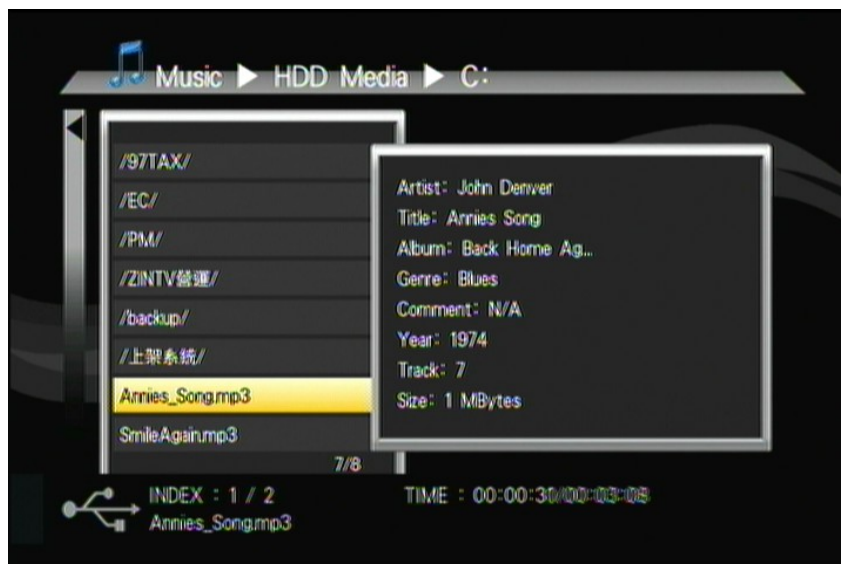 Music ▶ HDD Media ▶ C:
/97TAX/
/EC/
/PM/
/ZINTV營運/
/backup/
/上架系統/
Annies_Song.mp3
SmileAgain.mp3
7/8
Artist: John Denver
Title: Annies Song
Album: Back Home Ag...
Genre: Blues
Comment: N/A
Year: 1974
Track: 7
Size: 1 MBytes
INDEX : 1 / 2
TIME : 00:00:30/00:03:08
Annies_Song.mp3